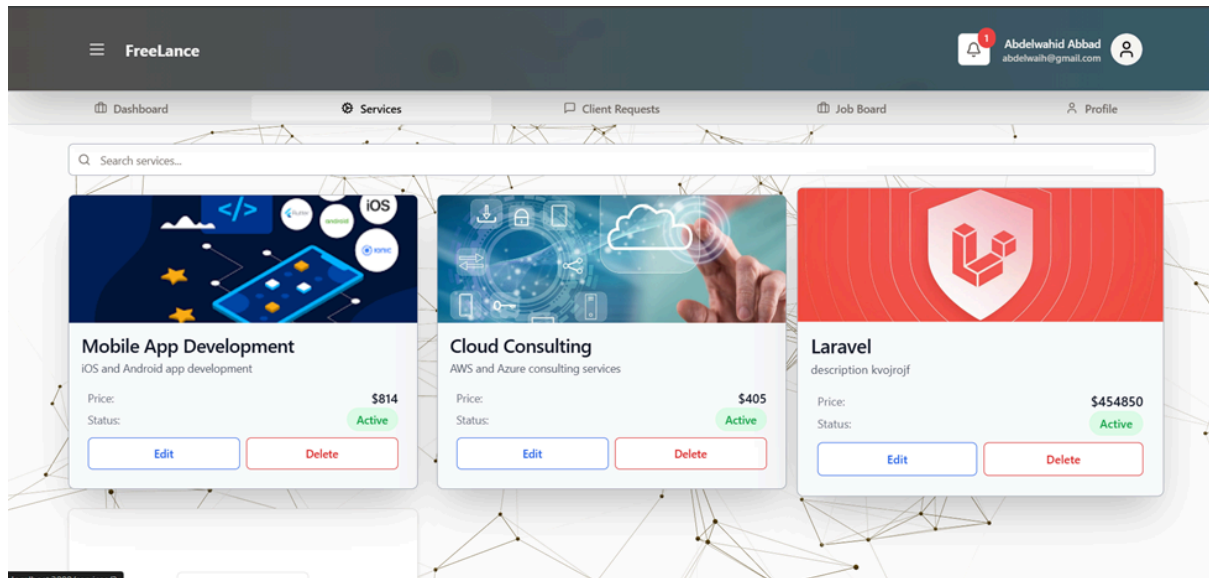 FreeLance
1
Abdelwahid Abbad
abdelwaih@gmail.com
Dashboard
Services
Client Requests
Job Board
Profile
Search services...
</>
android
iOS
IONIC
Mobile App Development
iOS and Android app development
Price: $814
Status: Active
Edit Delete
Cloud Consulting
AWS and Azure consulting services
Price: $405
Status: Active
Edit Delete
Laravel
description kvojrojf
Price: $454850
Status: Active
Edit Delete